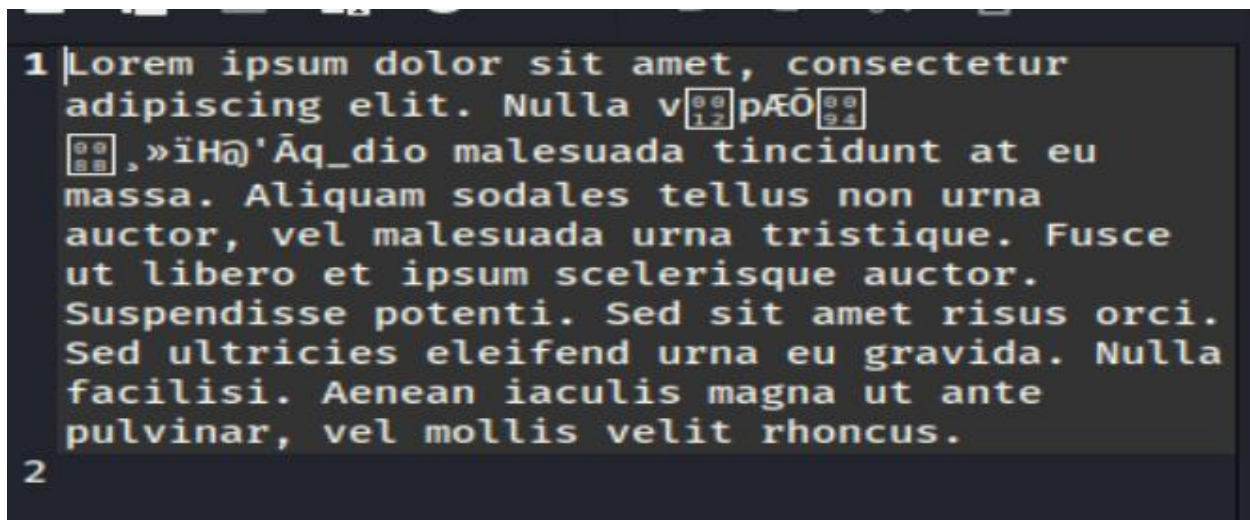 1 Lorem ipsum dolor sit amet, consectetur
adipiscing elit. Nulla v pÆÕ
¸»ïH@'Ãq_dio malesuada tincidunt at eu
massa. Aliquam sodales tellus non urna
auctor, vel malesuada urna tristique. Fusce
ut libero et ipsum scelerisque auctor.
Suspendisse potenti. Sed sit amet risus orci.
Sed ultricies eleifend urna eu gravida. Nulla
facilisi. Aenean iaculis magna ut ante
pulvinar, vel mollis velit rhoncus.
2